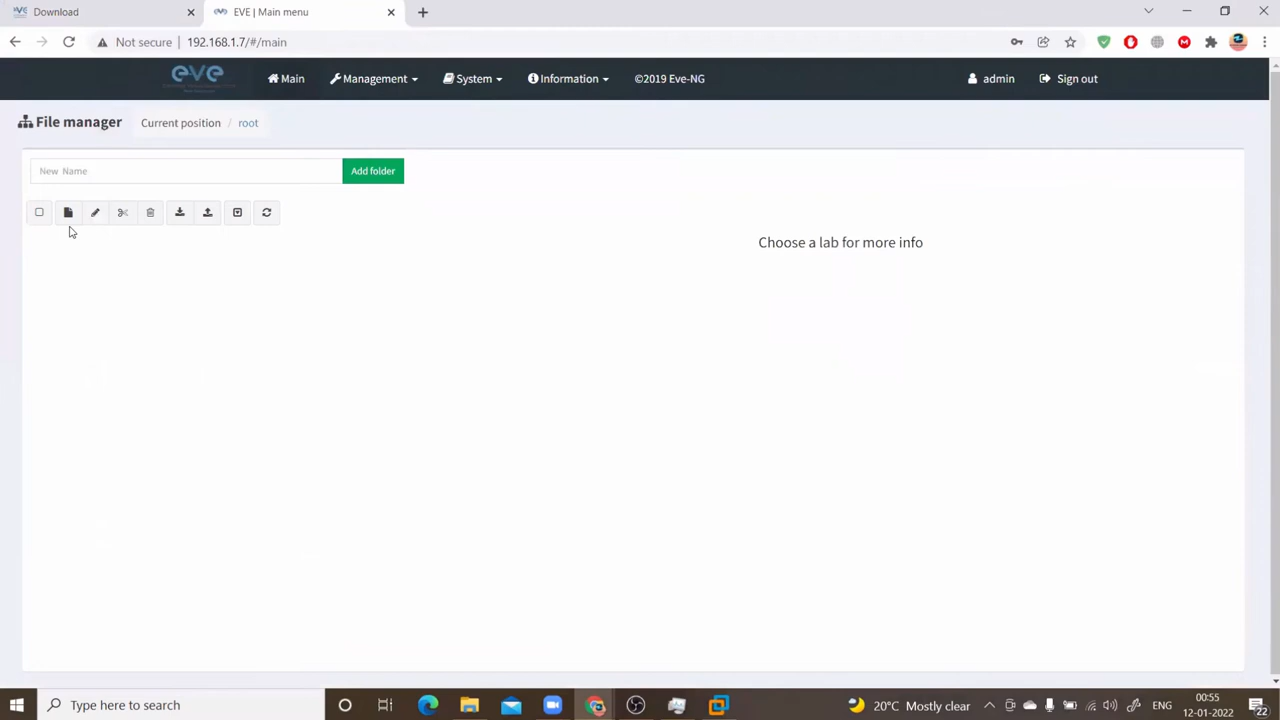 Download
EVE | Main menu
Not secure 192.168.1.7/#/main
eve
Main Management System Information ©2019 Eve-NG admin Sign out
File manager Current position / root
New Name Add folder
Choose a lab for more info
Type here to search
20°C Mostly clear ENG
00:55
12-01-2022
22